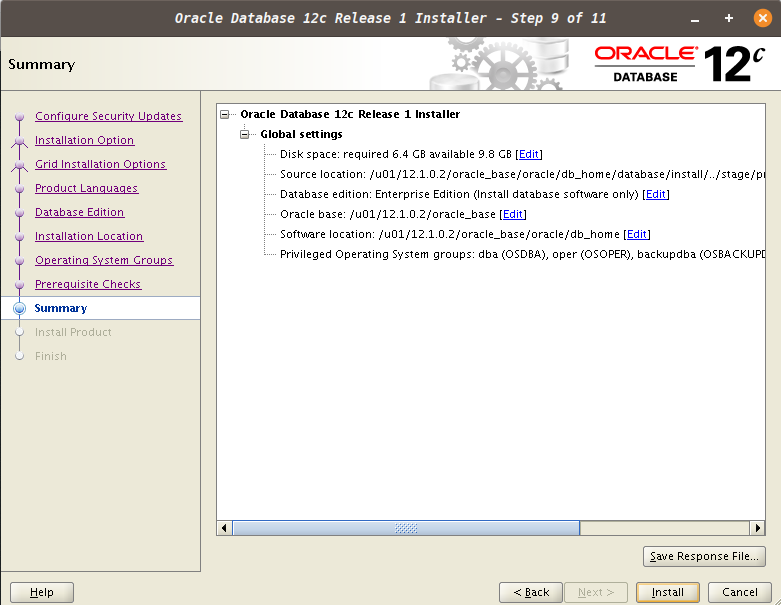 Oracle Database 12c Release 1 Installer - Step 9 of 11
Summary
ORACLE
DATABASE
12c
Configure Security Updates
Installation Option
Grid Installation Options
Product Languages
Database Edition
Installation Location
Operating System Groups
Prerequisite Checks
Summary
Install Product
Finish
Oracle Database 12c Release 1 Installer
Global settings
Disk space: required 6.4 GB available 9.8 GB [Edit]
Source location: /u01/12.1.0.2/oracle_base/oracle/db_home/database/install/../stage/pr
Database edition: Enterprise Edition (Install database software only) [Edit]
Oracle base: /u01/12.1.0.2/oracle_base [Edit]
Software location: /u01/12.1.0.2/oracle_base/oracle/db_home [Edit]
Privileged Operating System groups: dba (OSDBA), oper (OSOPER), backupdba (OSBACKUPD
Save Response File...
Help
< Back
Next >
Install
Cancel